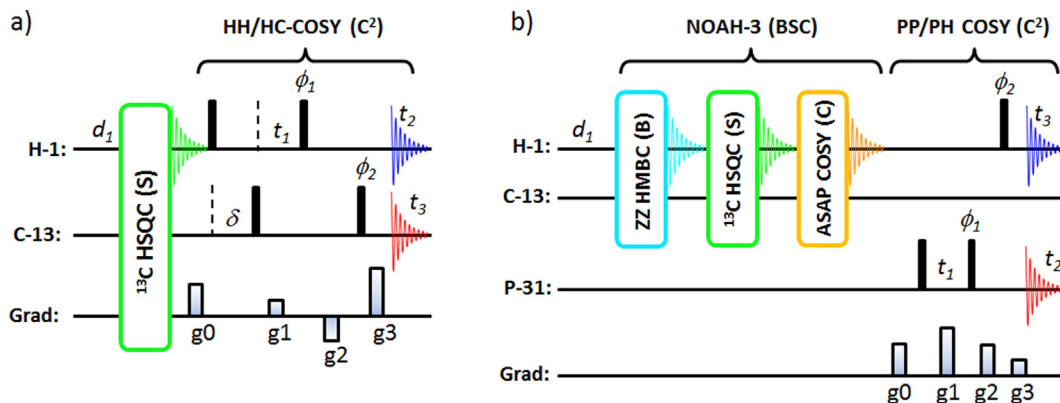 a)
HH/HC-COSY (C²)
ϕ₁
d₁
t₁
t₂
H-1:
¹³C HSQC (S)
ϕ₂
δ
t₃
C-13:
Grad:
g0
g1
g2
g3
b)
NOAH-3 (BSC)
PP/PH COSY (C²)
ϕ₂
d₁
t₃
H-1:
ZZ HMBC (B)
¹³C HSQC (S)
ASAP COSY (C)
C-13:
ϕ₁
t₁
t₂
P-31:
Grad:
g0
g1
g2
g3